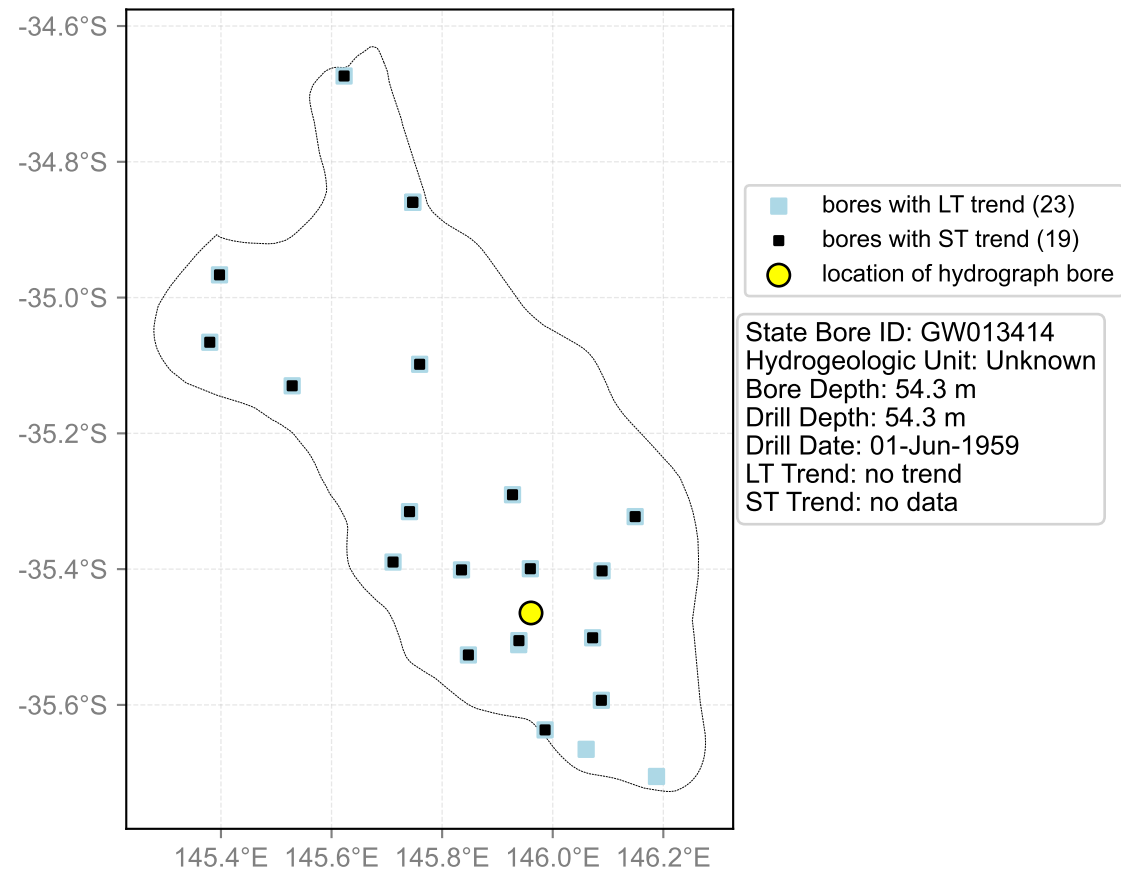 -34.6°S
-34.8°S
-35.0°S
-35.2°S
-35.4°S
-35.6°S
145.4°E 145.6°E 145.8°E 146.0°E 146.2°E
bores with LT trend (23)
bores with ST trend (19)
location of hydrograph bore
State Bore ID: GW013414
Hydrogeologic Unit: Unknown
Bore Depth: 54.3 m
Drill Depth: 54.3 m
Drill Date: 01-Jun-1959
LT Trend: no trend
ST Trend: no data